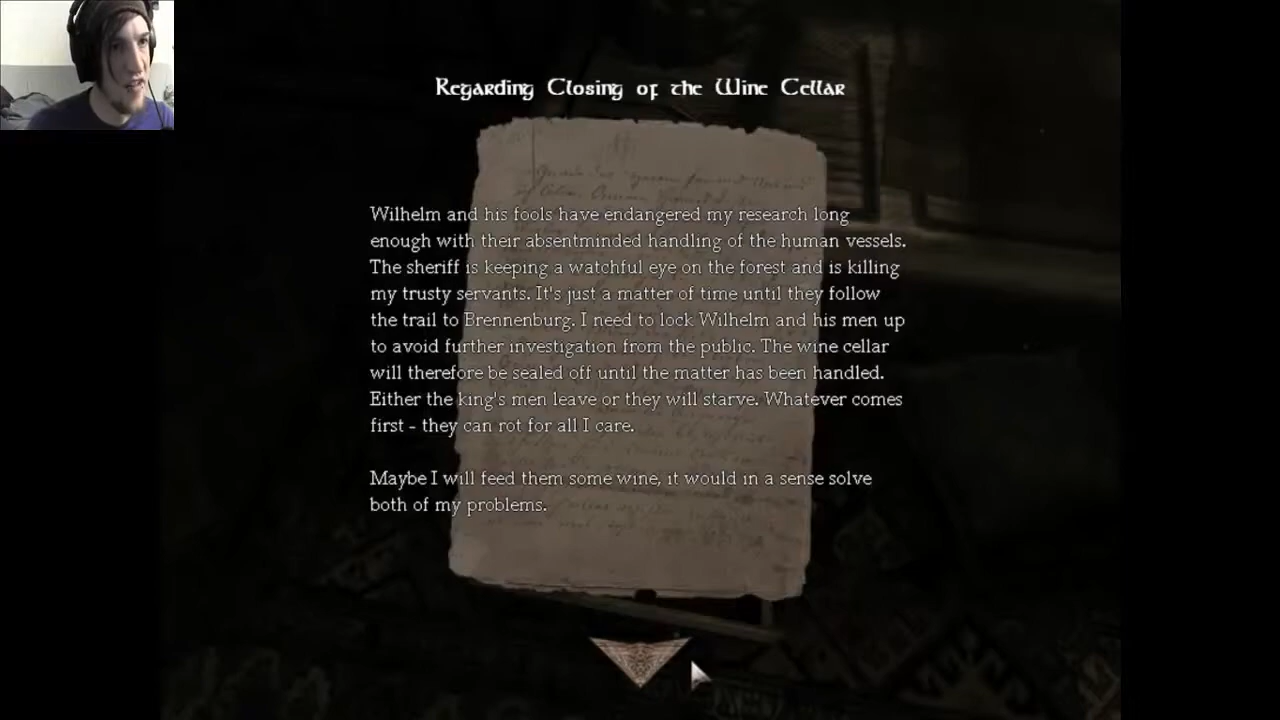 Regarding Closing of the Wine Cellar
Wilhelm and his fools have endangered my research long
enough with their absentminded handling of the human vessels.
The sheriff is keeping a watchful eye on the forest and is killing
my trusty servants. It's just a matter of time until they follow
the trail to Brennenburg. I need to lock Wilhelm and his men up
to avoid further investigation from the public. The wine cellar
will therefore be sealed off until the matter has been handled.
Either the king's men leave or they will starve. Whatever comes
first - they can rot for all I care.
Maybe I will feed them some wine, it would in a sense solve
both of my problems.